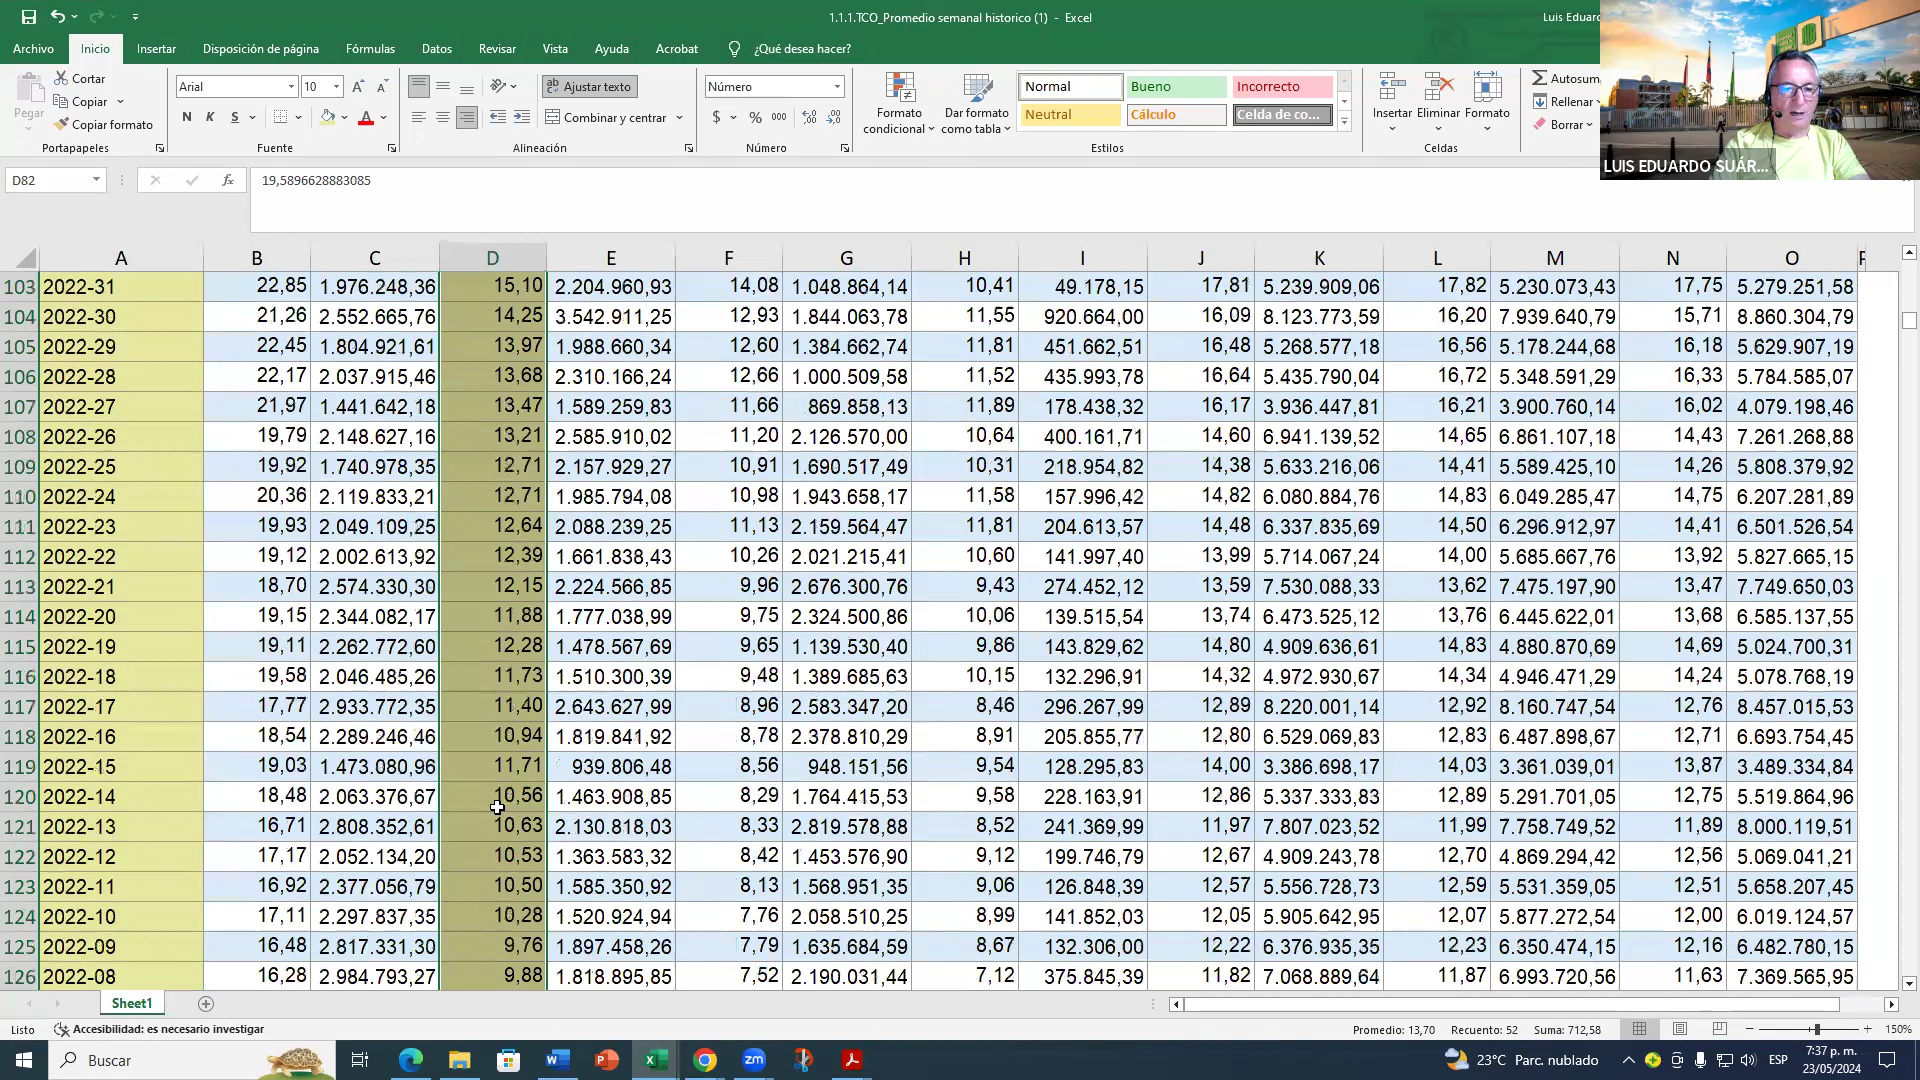 1.1.1.TCO_Promedio semanal historico (1) - Excel
Luis Eduar
Archivo Inicio Insertar Disposición de página Fórmulas Datos Revisar Vista Ayuda Acrobat ¿Qué desea hacer?
Pegar
Cortar
Copiar
Copiar formato
Portapapeles
Arial 10
N K S
Fuente
Ajustar texto
Combinar y centrar
Alineación
Número
$ % 000
Número
Formato condicional
Dar formato como tabla
Normal Bueno Incorrecto
Neutral Cálculo Celda de co...
Estilos
Insertar Eliminar Formato
Celdas
Autosum
Rellenar
Borrar
LUIS EDUARDO SUÁR...
D82 fx 19,5896628883085
A B C D E F G H I J K L M N O
103 2022-31 22,85 1.976.248,36 15,10 2.204.960,93 14,08 1.048.864,14 10,41 49.178,15 17,81 5.239.909,06 17,82 5.230.073,43 17,75 5.279.251,58
104 2022-30 21,26 2.552.665,76 14,25 3.542.911,25 12,93 1.844.063,78 11,55 920.664,00 16,09 8.123.773,59 16,20 7.939.640,79 15,71 8.860.304,79
105 2022-29 22,45 1.804.921,61 13,97 1.988.660,34 12,60 1.384.662,74 11,81 451.662,51 16,48 5.268.577,18 16,56 5.178.244,68 16,18 5.629.907,19
106 2022-28 22,17 2.037.915,46 13,68 2.310.166,24 12,66 1.000.509,58 11,52 435.993,78 16,64 5.435.790,04 16,72 5.348.591,29 16,33 5.784.585,07
107 2022-27 21,97 1.441.642,18 13,47 1.589.259,83 11,66 869.858,13 11,89 178.438,32 16,17 3.936.447,81 16,21 3.900.760,14 16,02 4.079.198,46
108 2022-26 19,79 2.148.627,16 13,21 2.585.910,02 11,20 2.126.570,00 10,64 400.161,71 14,60 6.941.139,52 14,65 6.861.107,18 14,43 7.261.268,88
109 2022-25 19,92 1.740.978,35 12,71 2.157.929,27 10,91 1.690.517,49 10,31 218.954,82 14,38 5.633.216,06 14,41 5.589.425,10 14,26 5.808.379,92
110 2022-24 20,36 2.119.833,21 12,71 1.985.794,08 10,98 1.943.658,17 11,58 157.996,42 14,82 6.080.884,76 14,83 6.049.285,47 14,75 6.207.281,89
111 2022-23 19,93 2.049.109,25 12,64 2.088.239,25 11,13 2.159.564,47 11,81 204.613,57 14,48 6.337.835,69 14,50 6.296.912,97 14,41 6.501.526,54
112 2022-22 19,12 2.002.613,92 12,39 1.661.838,43 10,26 2.021.215,41 10,60 141.997,40 13,99 5.714.067,24 14,00 5.685.667,76 13,92 5.827.665,15
113 2022-21 18,70 2.574.330,30 12,15 2.224.566,85 9,96 2.676.300,76 9,43 274.452,12 13,59 7.530.088,33 13,62 7.475.197,90 13,47 7.749.650,03
114 2022-20 19,15 2.344.082,17 11,88 1.777.038,99 9,75 2.324.500,86 10,06 139.515,54 13,74 6.473.525,12 13,76 6.445.622,01 13,68 6.585.137,55
115 2022-19 19,11 2.262.772,60 12,28 1.478.567,69 9,65 1.139.530,40 9,86 143.829,62 14,80 4.909.636,61 14,83 4.880.870,69 14,69 5.024.700,31
116 2022-18 19,58 2.046.485,26 11,73 1.510.300,39 9,48 1.389.685,63 10,15 132.296,91 14,32 4.972.930,67 14,34 4.946.471,29 14,24 5.078.768,19
117 2022-17 17,77 2.933.772,35 11,40 2.643.627,99 8,96 2.583.347,20 8,46 296.267,99 12,89 8.220.001,14 12,92 8.160.747,54 12,76 8.457.015,53
118 2022-16 18,54 2.289.246,46 10,94 1.819.841,92 8,78 2.378.810,29 8,91 205.855,77 12,80 6.529.069,83 12,83 6.487.898,67 12,71 6.693.754,45
119 2022-15 19,03 1.473.080,96 11,71 939.806,48 8,56 948.151,56 9,54 128.295,83 14,00 3.386.698,17 14,03 3.361.039,01 13,87 3.489.334,84
120 2022-14 18,48 2.063.376,67 10,56 1.463.908,85 8,29 1.764.415,53 9,58 228.163,91 12,86 5.337.333,83 12,89 5.291.701,05 12,75 5.519.864,96
121 2022-13 16,71 2.808.352,61 10,63 2.130.818,03 8,33 2.819.578,88 8,52 241.369,99 11,97 7.807.023,52 11,99 7.758.749,52 11,89 8.000.119,51
122 2022-12 17,17 2.052.134,20 10,53 1.363.583,32 8,42 1.453.576,90 9,12 199.746,79 12,67 4.909.243,78 12,70 4.869.294,42 12,56 5.069.041,21
123 2022-11 16,92 2.377.056,79 10,50 1.585.350,92 8,13 1.568.951,35 9,06 126.848,39 12,57 5.556.728,73 12,59 5.531.359,05 12,51 5.658.207,45
124 2022-10 17,11 2.297.837,35 10,28 1.520.924,94 7,76 2.058.510,25 8,99 141.852,03 12,05 5.905.642,95 12,07 5.877.272,54 12,00 6.019.124,57
125 2022-09 16,48 2.817.331,30 9,76 1.897.458,26 7,79 1.635.684,59 8,67 132.306,00 12,22 6.376.935,35 12,23 6.350.474,15 12,16 6.482.780,15
126 2022-08 16,28 2.984.793,27 9,88 1.818.895,85 7,52 2.190.031,44 7,12 375.845,39 11,82 7.068.889,64 11,87 6.993.720,56 11,63 7.369.565,95
Sheet1
Listo Accesibilidad: es necesario investigar Promedio: 13,70 Recuento: 52 Suma: 712,58 150%
Buscar 23°C Parc. nublado ESP 7:37 p. m.
23/05/2024